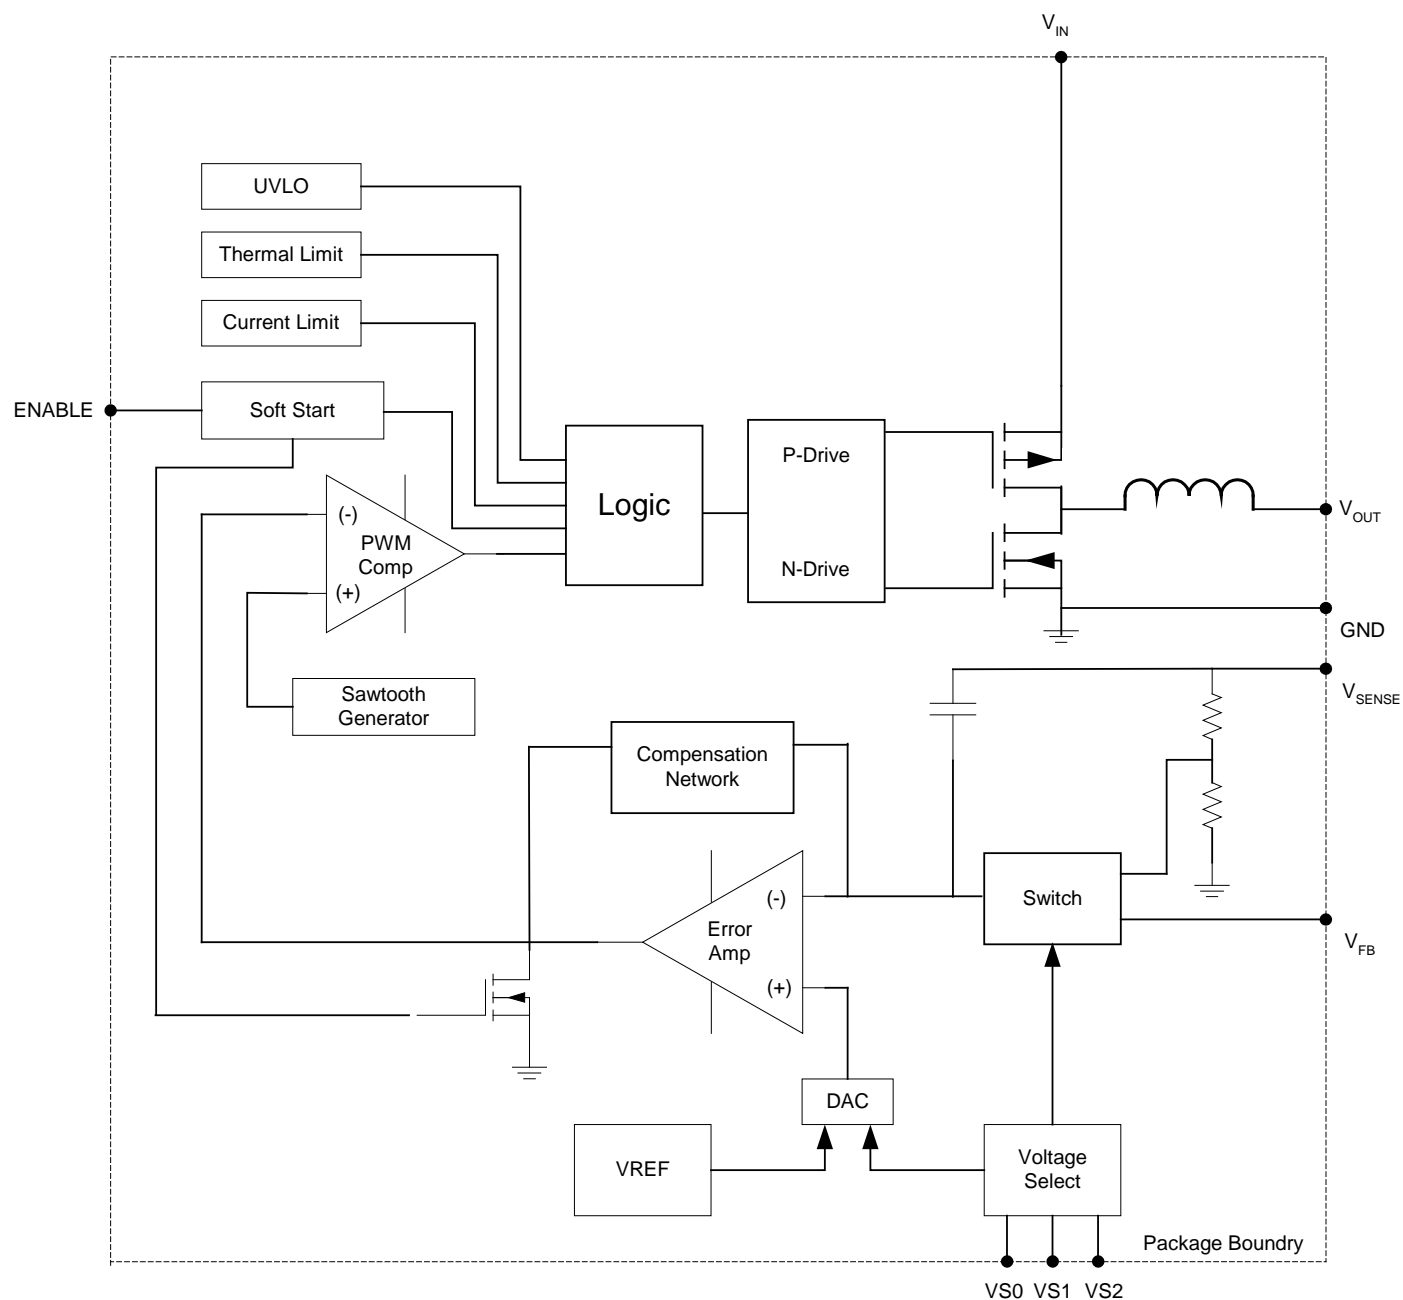 V_IN
UVLO
Thermal Limit
Current Limit
ENABLE
Soft Start
Logic
P-Drive
N-Drive
(-)
PWM
Comp
(+)
V_OUT
GND
V_SENSE
Sawtooth
Generator
Compensation
Network
(-)
Error
Amp
(+)
Switch
V_FB
DAC
VREF
Voltage
Select
Package Boundry
VS0 VS1 VS2